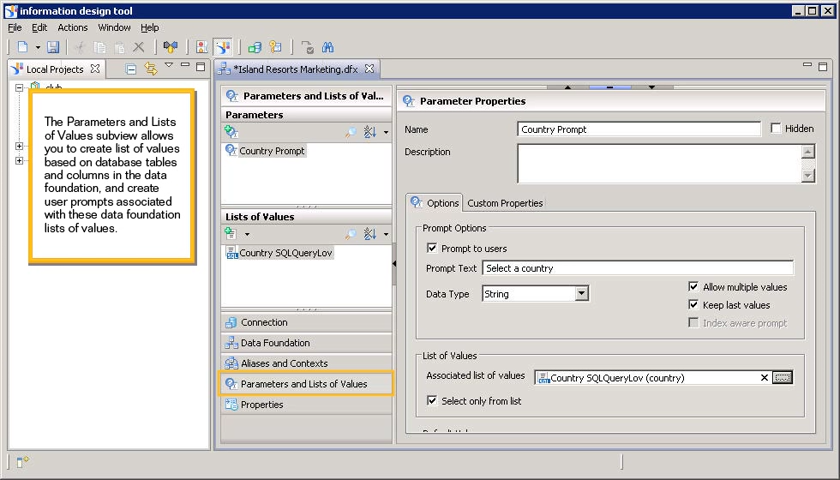 information design tool
File Edit Actions Window Help
Local Projects
*Island Resorts Marketing.dfx
club
The Parameters and Lists
of Values subview allows
you to create list of values
based on database tables
and columns in the data
foundation, and create
user prompts associated
with these data foundation
lists of values.
Parameters and Lists of Val...
Parameters
Country Prompt
Lists of Values
Country SQLQueryLov
Connection
Data Foundation
Aliases and Contexts
Parameters and Lists of Values
Properties
Parameter Properties
Name Country Prompt Hidden
Description
Options Custom Properties
Prompt Options
Prompt to users
Prompt Text Select a country
Data Type String
Allow multiple values
Keep last values
Index aware prompt
List of Values
Associated list of values Country SQLQueryLov (country)
Select only from list